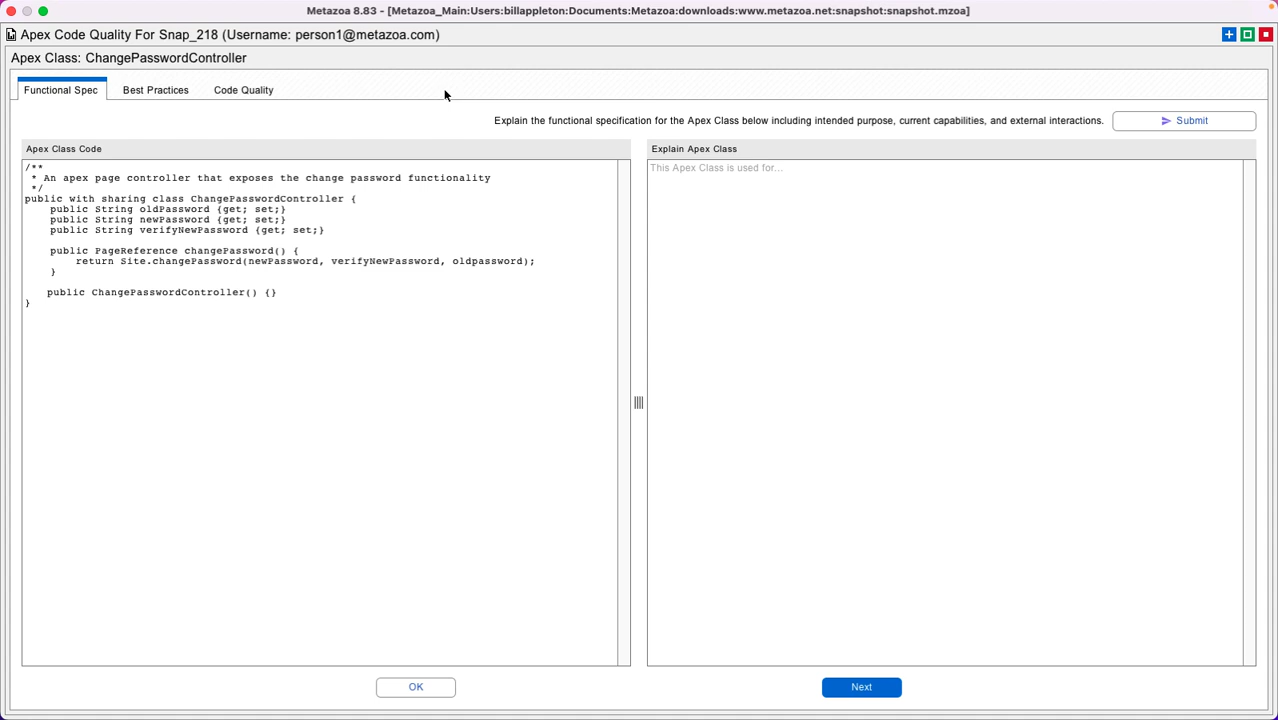 Metazoa 8.83 - [Metazoa_Main:Users:billappleton:Documents:Metazoa:downloads:www.metazoa.net:snapshot:snapshot.mzoa]
Apex Code Quality For Snap_218 (Username: person1@metazoa.com)
Apex Class: ChangePasswordController
Functional Spec Best Practices Code Quality
Explain the functional specification for the Apex Class below including intended purpose, current capabilities, and external interactions. Submit
Apex Class Code
/**
 * An apex page controller that exposes the change password functionality
 */
public with sharing class ChangePasswordController {
    public String oldPassword {get; set;}
    public String newPassword {get; set;}
    public String verifyNewPassword {get; set;}
    public PageReference changePassword() {
        return Site.changePassword(newPassword, verifyNewPassword, oldpassword);
    }
    public ChangePasswordController() {}
}
Explain Apex Class
This Apex Class is used for...
OK
Next